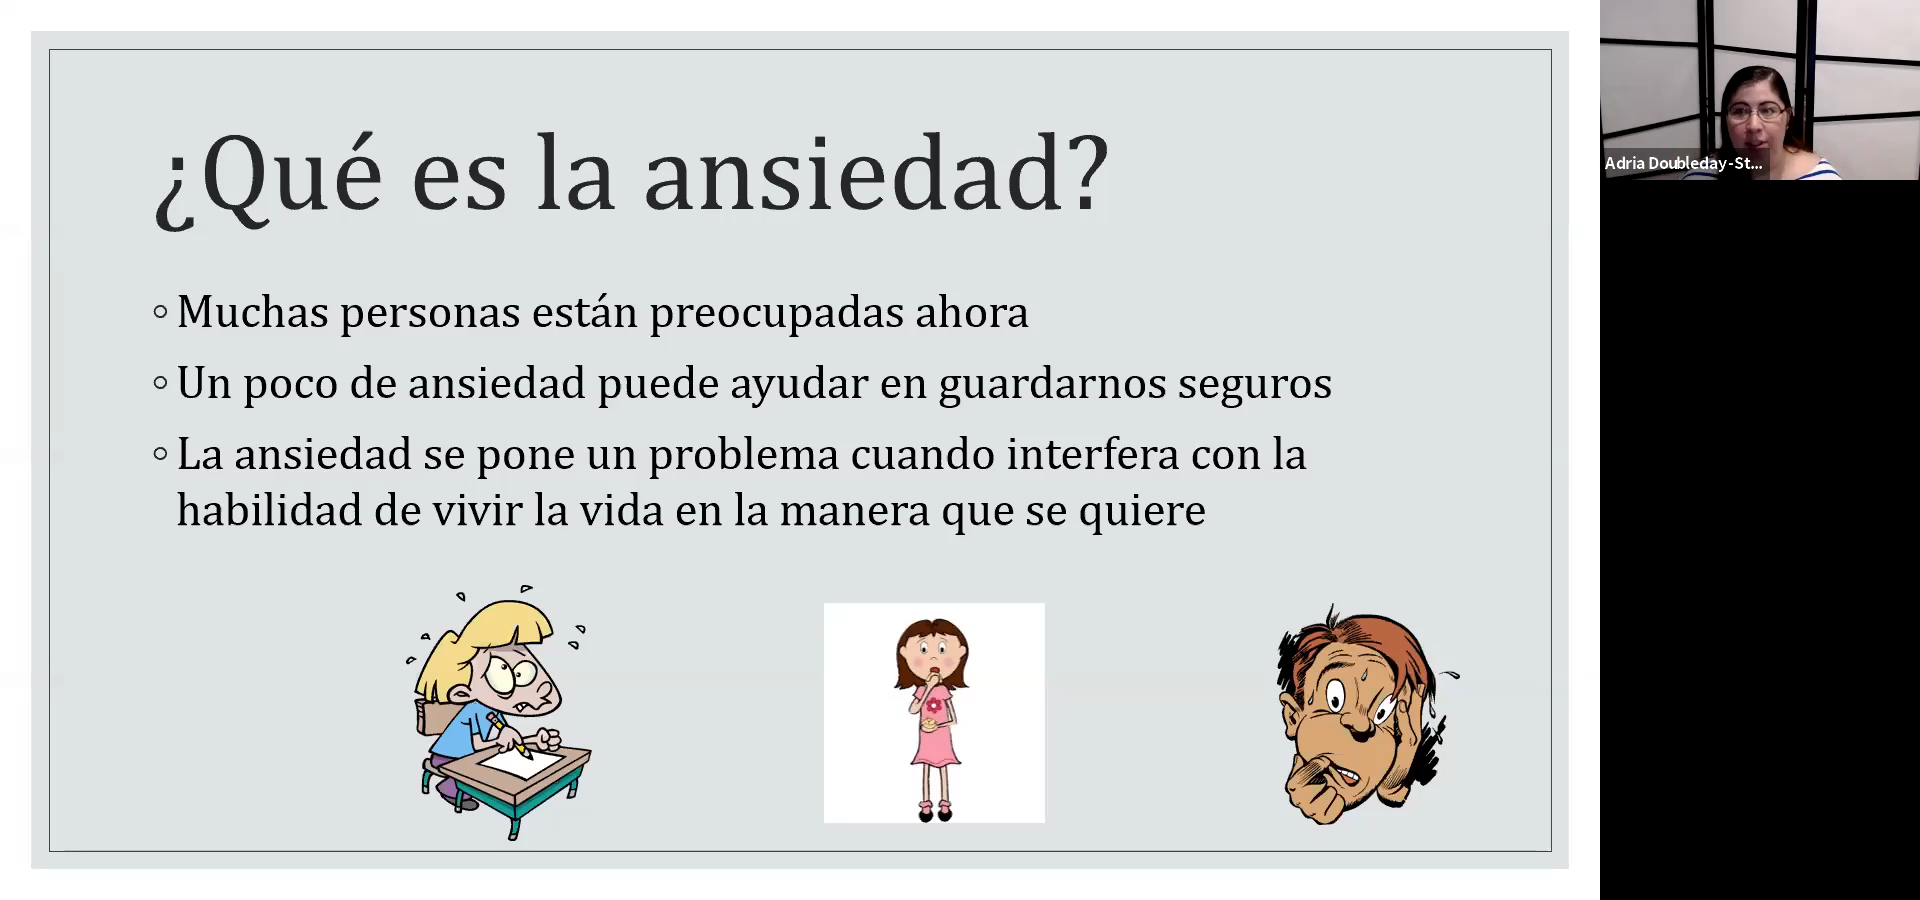 ¿Qué es la ansiedad?
Muchas personas están preocupadas ahora
Un poco de ansiedad puede ayudar en guardarnos seguros
La ansiedad se pone un problema cuando interfera con la
habilidad de vivir la vida en la manera que se quiere
Adria Doubleday-St...